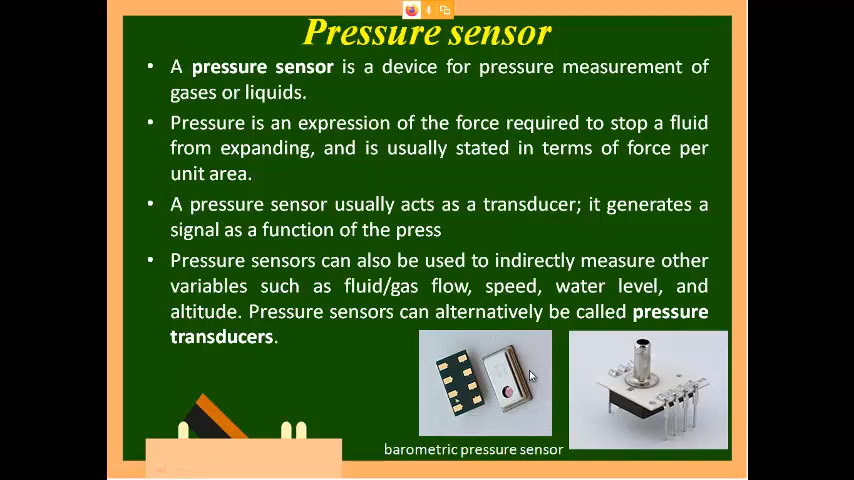 Pressure sensor
• A pressure sensor is a device for pressure measurement of
gases or liquids.
• Pressure is an expression of the force required to stop a fluid
from expanding, and is usually stated in terms of force per
unit area.
• A pressure sensor usually acts as a transducer; it generates a
signal as a function of the press
• Pressure sensors can also be used to indirectly measure other
variables such as fluid/gas flow, speed, water level, and
altitude. Pressure sensors can alternatively be called pressure
transducers.
barometric pressure sensor